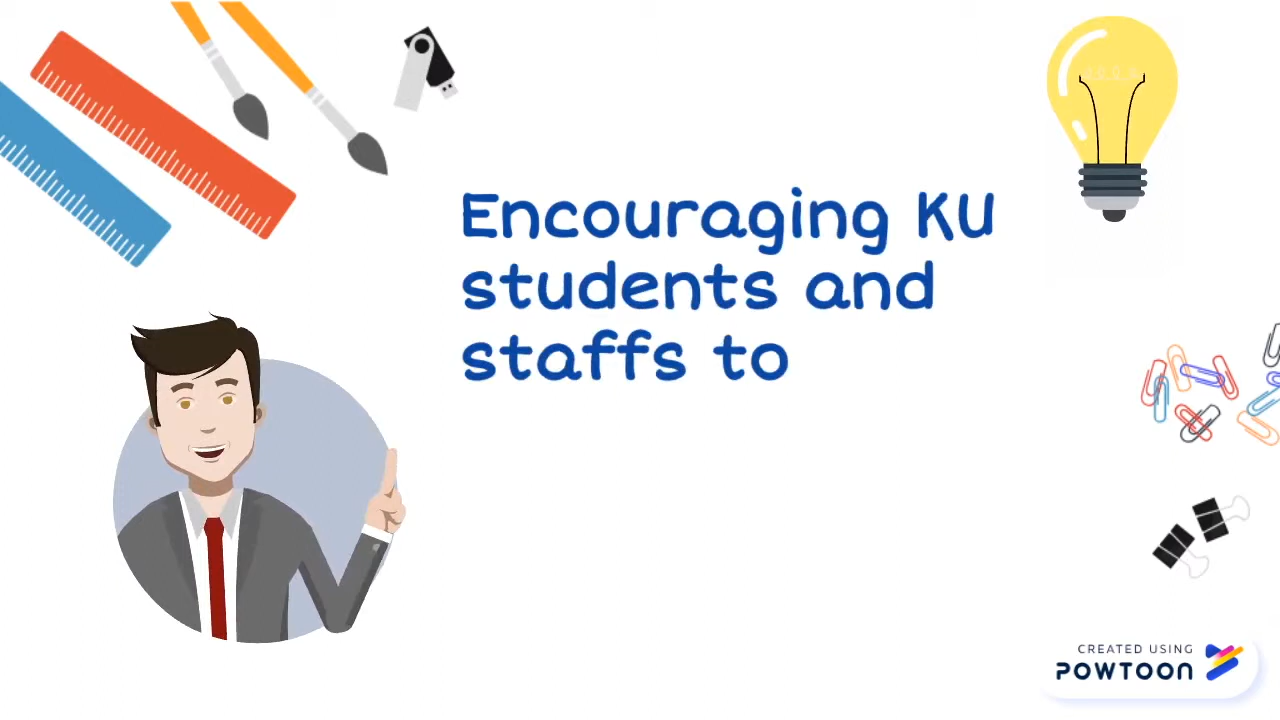 Encouraging KU
students and
staffs to
CREATED USING
POWTOON